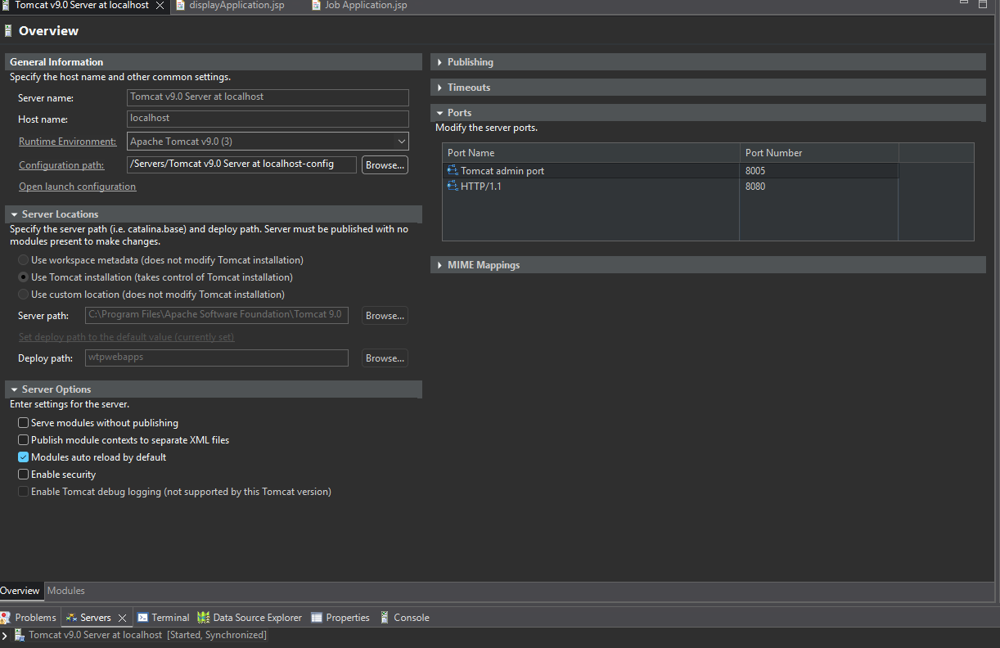 Tomcat v9.0 Server at localhost
displayApplication.jsp
Job Application.jsp
Overview
General Information
Specify the host name and other common settings.
Server name:
Tomcat v9.0 Server at localhost
Host name:
localhost
Runtime Environment:
Apache Tomcat v9.0 (3)
Configuration path:
/Servers/Tomcat v9.0 Server at localhost-config
Browse...
Open launch configuration
Server Locations
Specify the server path (i.e. catalina.base) and deploy path. Server must be published with no
modules present to make changes.
Use workspace metadata (does not modify Tomcat installation)
Use Tomcat installation (takes control of Tomcat installation)
Use custom location (does not modify Tomcat installation)
Server path:
C:\Program Files\Apache Software Foundation\Tomcat 9.0
Browse...
Set deploy path to the default value (currently set)
Deploy path:
wtpwebapps
Browse...
Server Options
Enter settings for the server.
Serve modules without publishing
Publish module contexts to separate XML files
Modules auto reload by default
Enable security
Enable Tomcat debug logging (not supported by this Tomcat version)
Publishing
Timeouts
Ports
Modify the server ports.
Port Name
Port Number
Tomcat admin port
8005
HTTP/1.1
8080
MIME Mappings
Overview
Modules
Problems
Servers
Terminal
Data Source Explorer
Properties
Console
Tomcat v9.0 Server at localhost [Started, Synchronized]